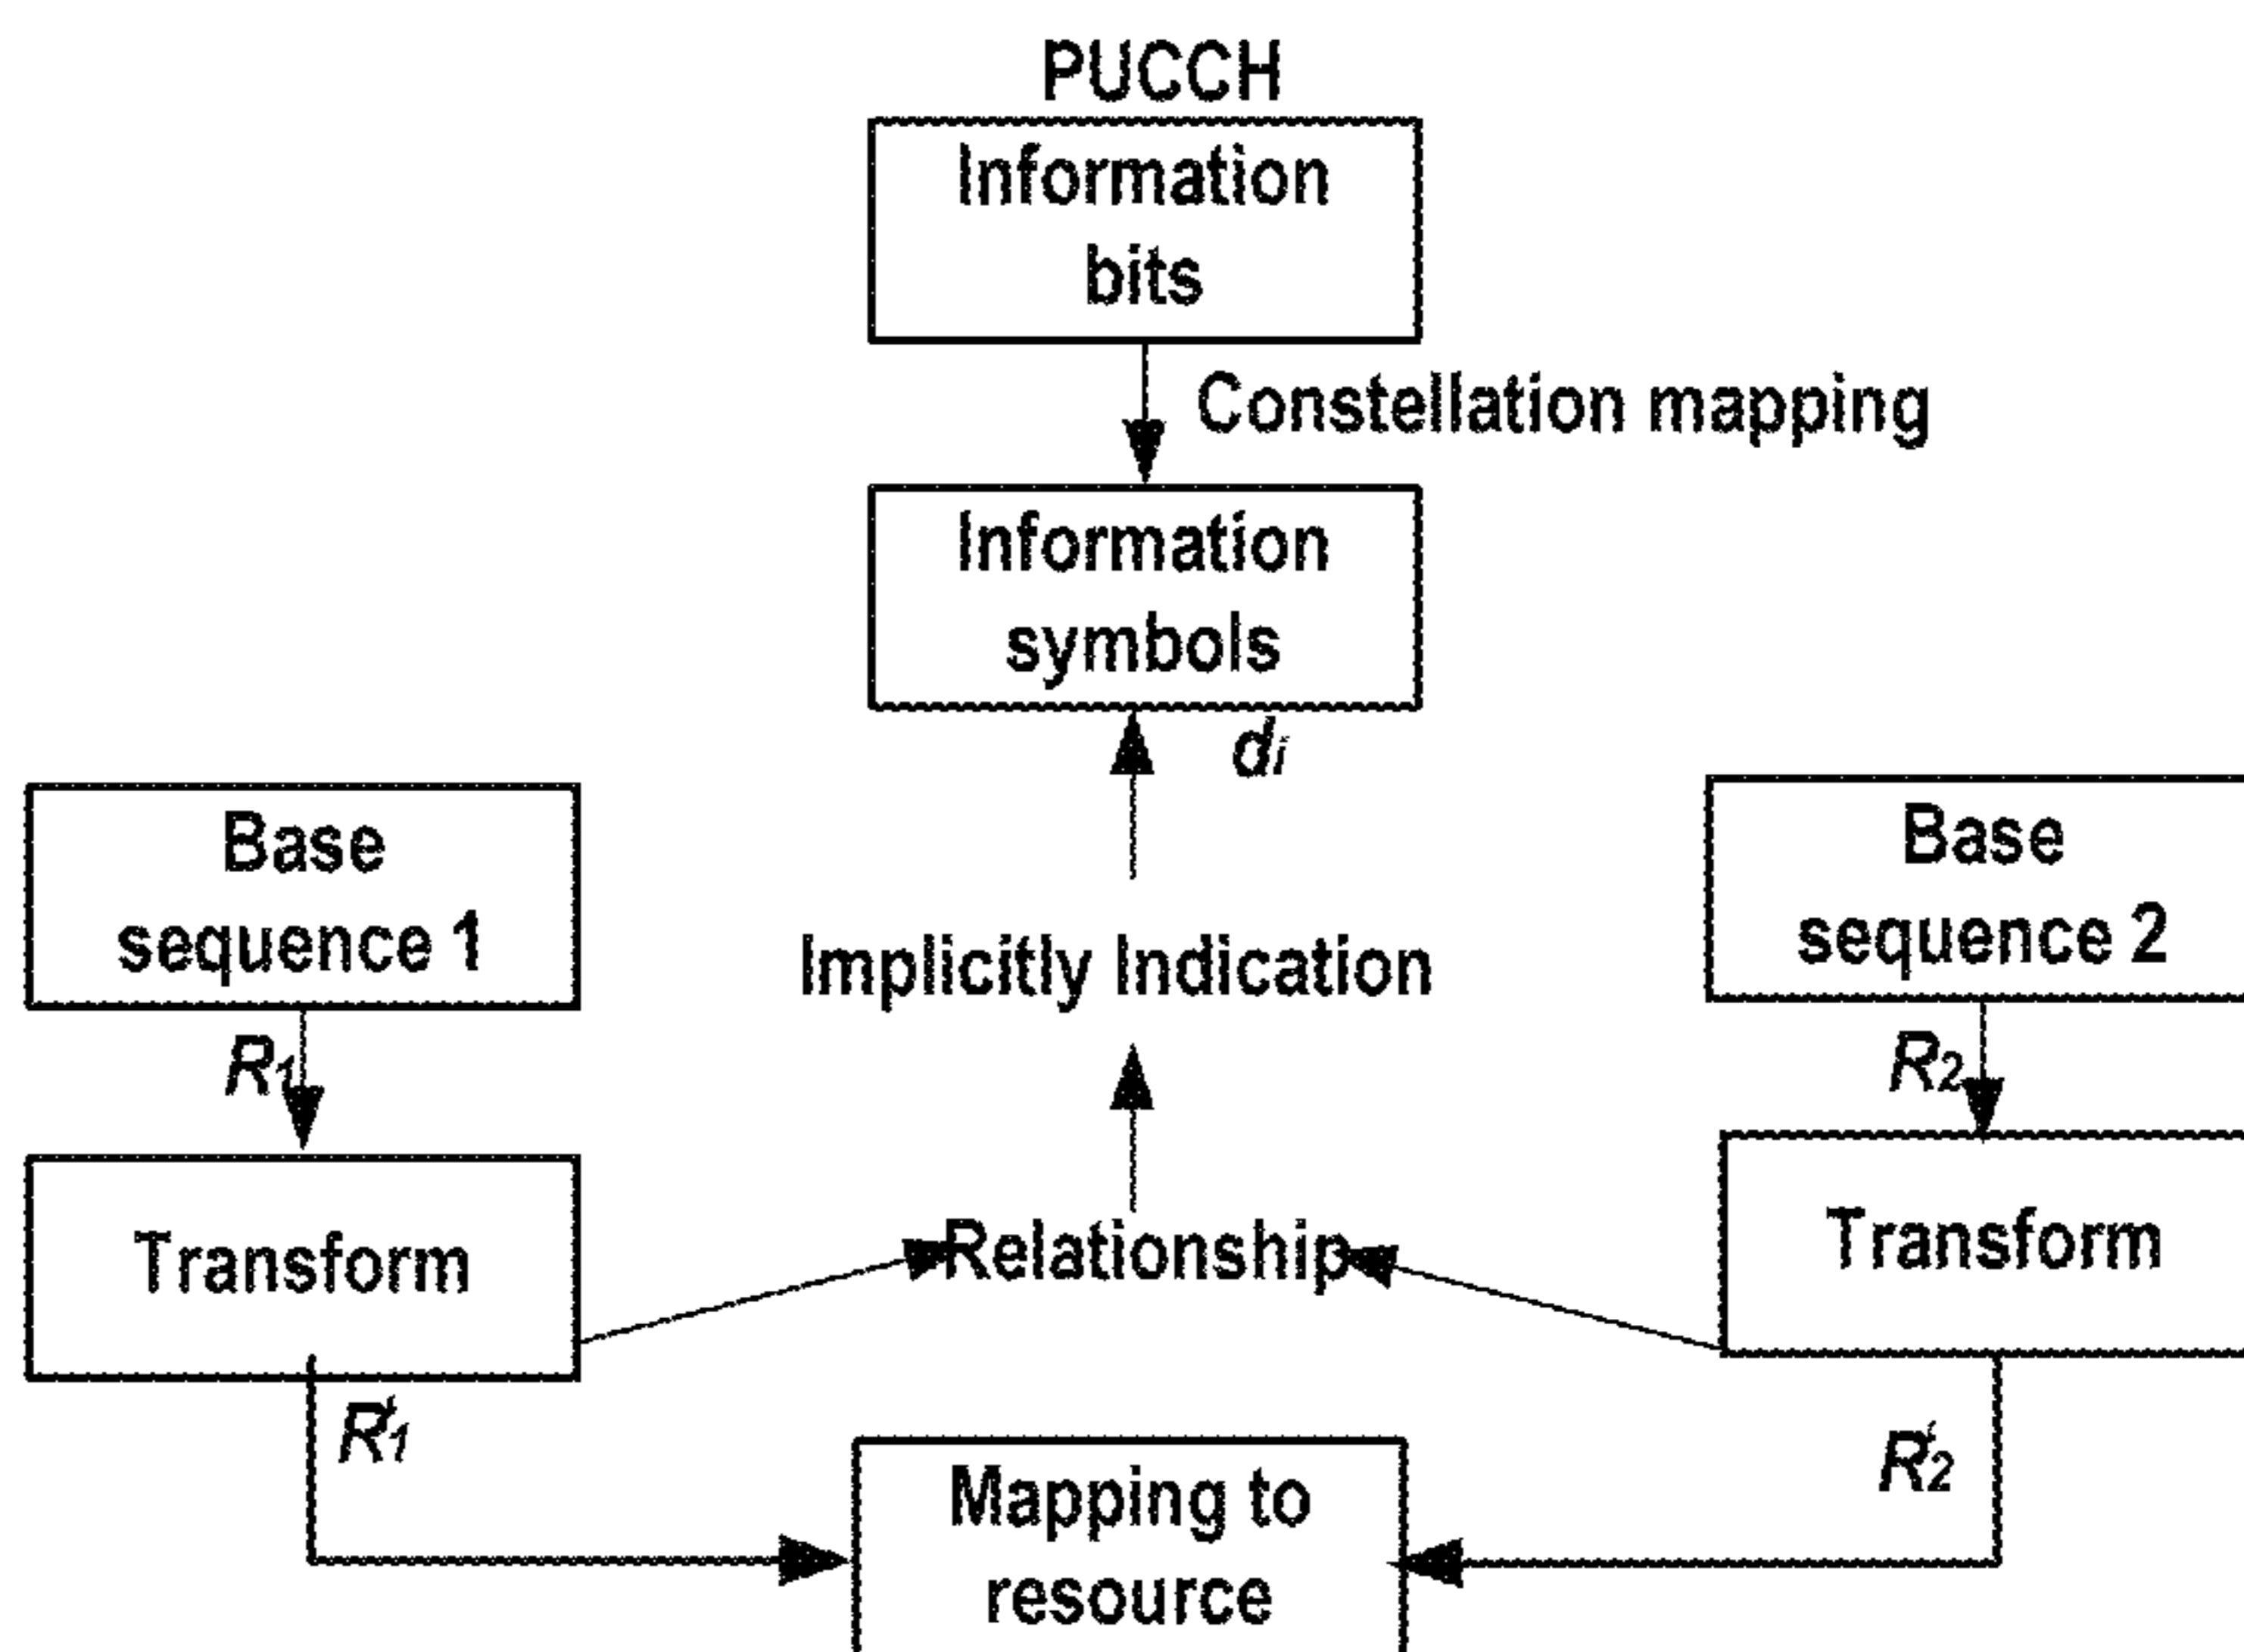 PUCCH
Information
bits
Constellation mapping
Information
symbols
di
Base
sequence 1
Base
sequence 2
Implicitly Indication
R1
R2
Transform
Relationship
Transform
R'1
R'2
Mapping to
resource